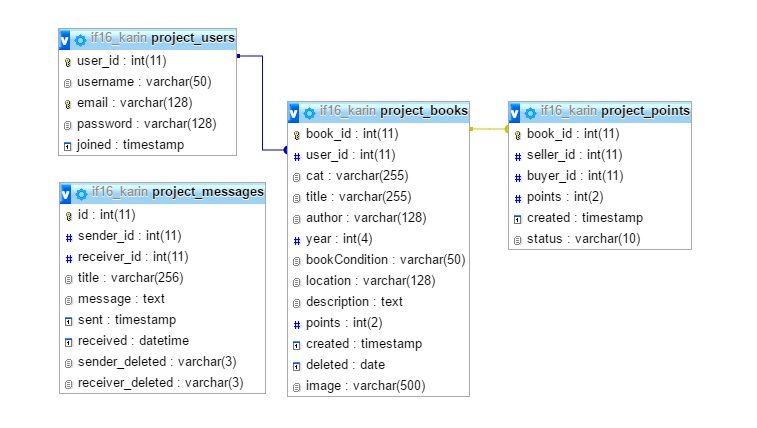 if16_karin project_users
user_id : int(11)
username : varchar(50)
email : varchar(128)
password : varchar(128)
joined : timestamp
if16_karin project_messages
id : int(11)
sender_id : int(11)
receiver_id : int(11)
title : varchar(256)
message : text
sent : timestamp
received : datetime
sender_deleted : varchar(3)
receiver_deleted : varchar(3)
if16_karin project_books
book_id : int(11)
user_id : int(11)
cat : varchar(255)
title : varchar(255)
author : varchar(128)
year : int(4)
bookCondition : varchar(50)
location : varchar(128)
description : text
points : int(2)
created : timestamp
deleted : date
image : varchar(500)
if16_karin project_points
book_id : int(11)
seller_id : int(11)
buyer_id : int(11)
points : int(2)
created : timestamp
status : varchar(10)